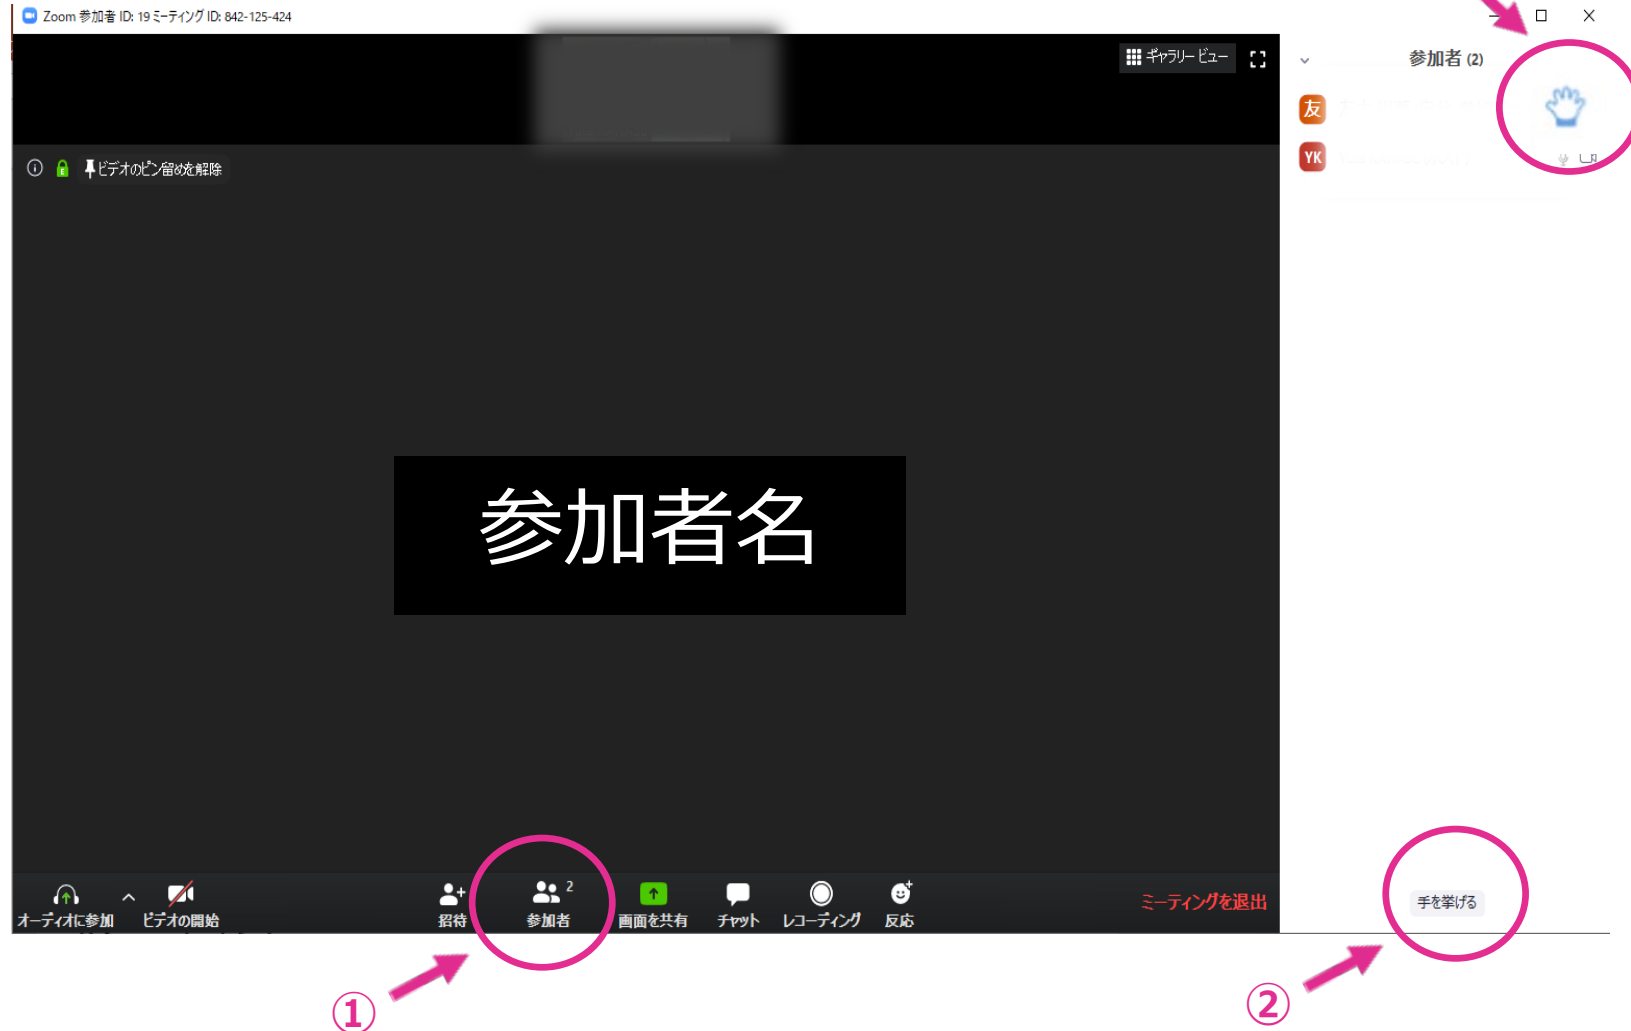 Zoom 参加者 ID: 19 ミーティング ID: 842-125-424
ギャラリー ビュー
参加者 (2)
友
YK
E
ビデオのピン留めを解除
参加者名
2
オーディオに参加
ビデオの開始
招待
参加者
画面を共有
チャット
レコーディング
反応
ミーティングを退出
手を挙げる
①
②